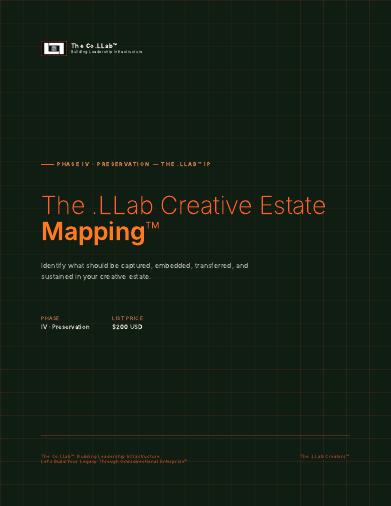 The Co.LLab™
Building Leadership Infrastructure
PHASE IV · PRESERVATION — THE .LLAB™ IP
The .LLab Creative Estate
Mapping™
Identify what should be captured, embedded, transferred, and
sustained in your creative estate.
PHASE
LIST PRICE
IV · Preservation
$200 USD
The Co.LLab™ Building Leadership Infrastructure
Let's Build Your Legacy Through Omnidirectional Enterprise®
The .LLab Creators™